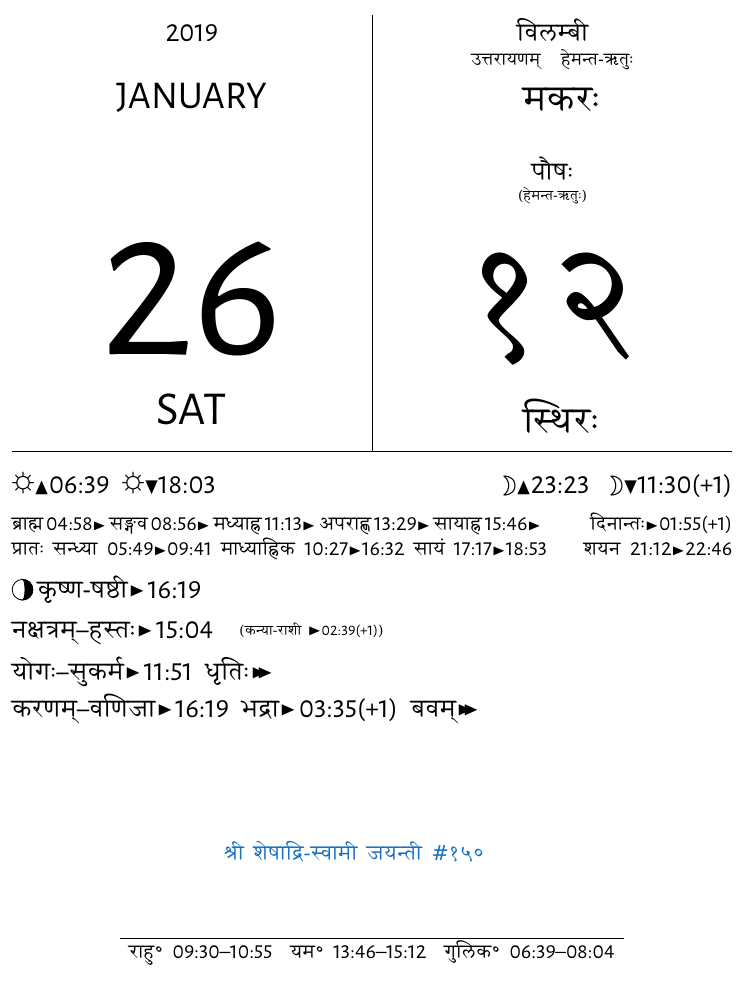 2019
JANUARY
26
SAT
विलम्बी
उत्तरायणम् हेमन्त-ऋतुः
मकरः
पौषः
(हेमन्त-ऋतुः)
१२
स्थिरः
☼▲06:39 ☼▼18:03 ☽▲23:23 ☽▼11:30(+1)
ब्राह्म 04:58► सङ्गव 08:56► मध्याह्न 11:13► अपराह्ण 13:29► सायाह्न 15:46► दिनान्तः►01:55(+1)
प्रातः सन्ध्या 05:49►09:41 माध्याह्निक 10:27►16:32 सायं 17:17►18:53 शयन 21:12►22:46
कृष्ण-षष्ठी►16:19
नक्षत्रम्–हस्तः►15:04 (कन्या-राशी ►02:39(+1))
योगः–सुकर्म►11:51 धृतिः►►
करणम्–वणिजा►16:19 भद्रा►03:35(+1) बवम्►►
श्री शेषाद्रि-स्वामी जयन्ती #१५०
राहु॰ 09:30–10:55 यम॰ 13:46–15:12 गुलिक॰ 06:39–08:04